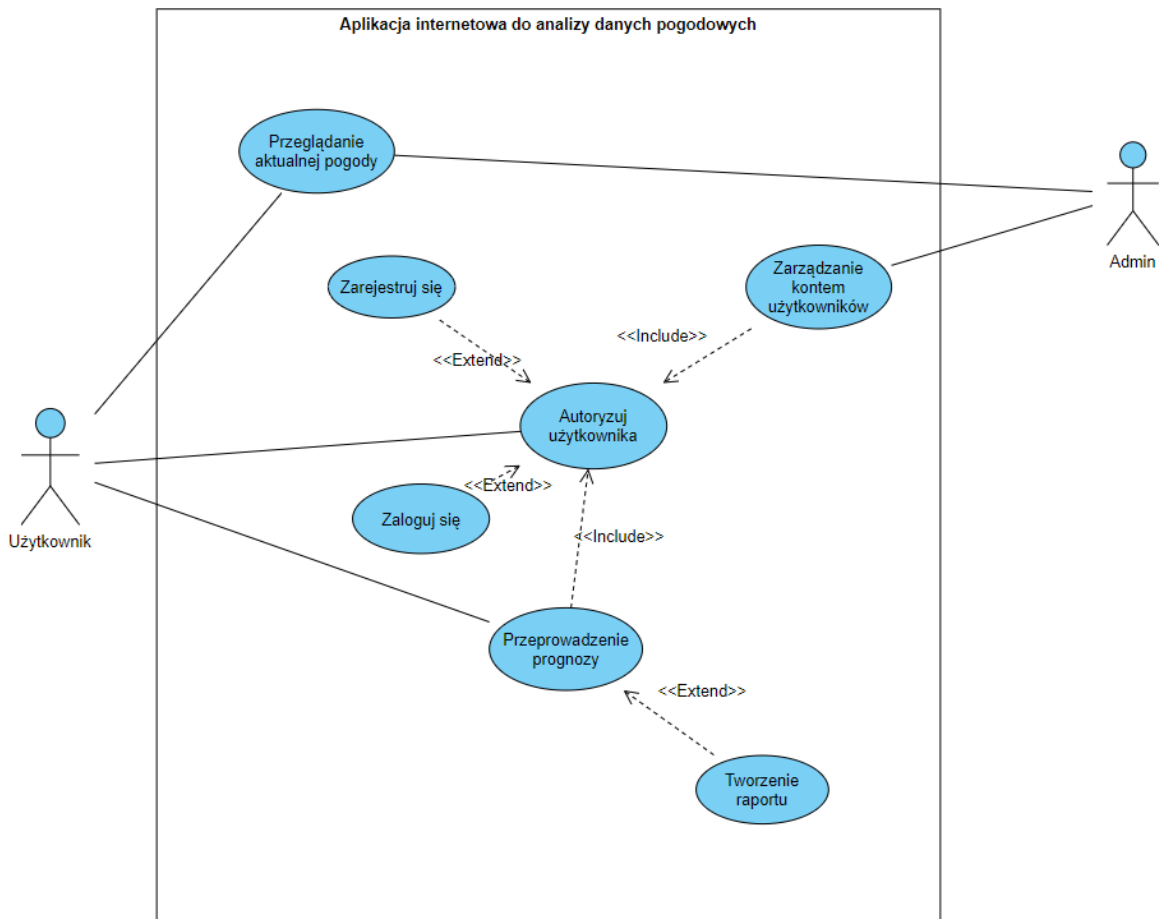 Aplikacja internetowa do analizy danych pogodowych
Przeglądanie
aktualnej pogody
Admin
Zarejestruj się
Zarządzanie
kontem
użytkowników
<<Include>>
<<Extend>>
Autoryzuj
użytkownika
<<Extend>>
Zaloguj się
Użytkownik
<<Include>>
Przeprowadzenie
prognozy
<<Extend>>
Tworzenie
raportu